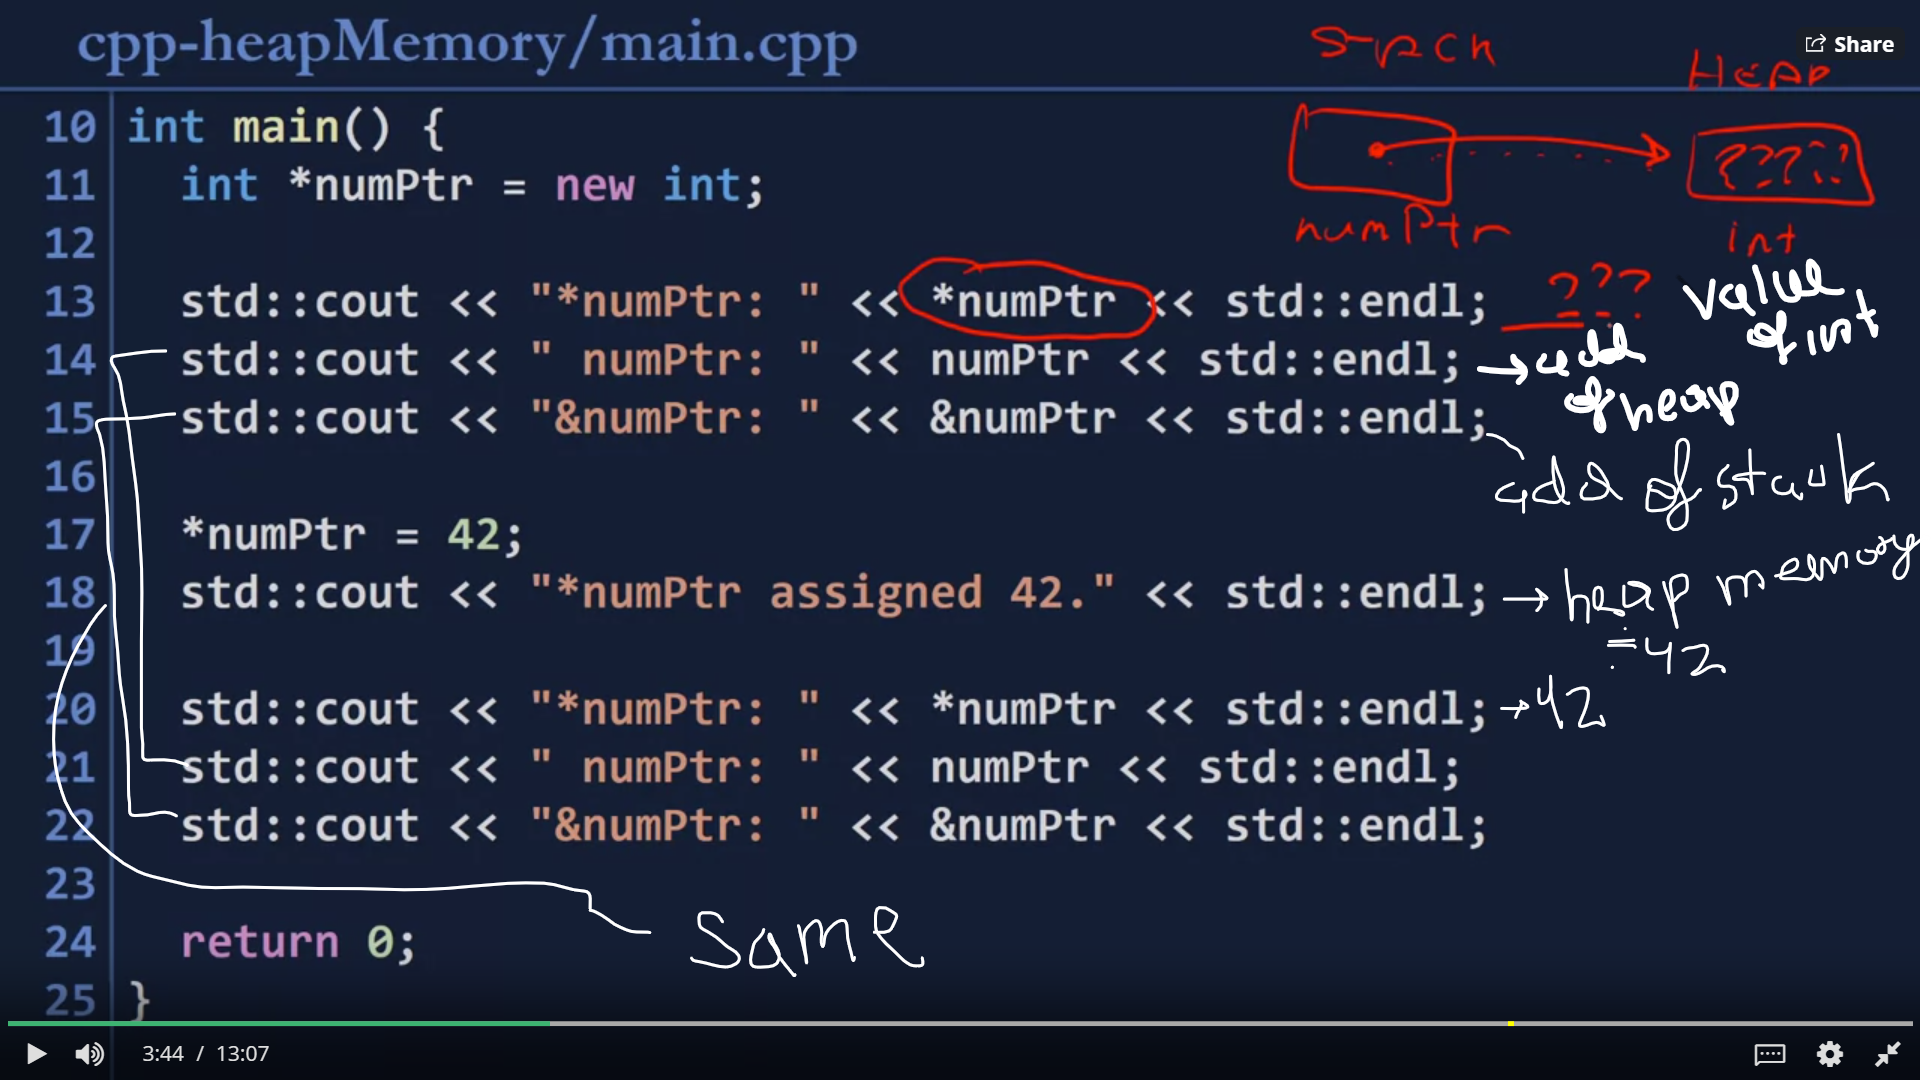 cpp-heapMemory/main.cpp
Share
HEAP
10 int main() {
11 int *numPtr = new int;
numPtr
int
12
13 std::cout << "*numPtr: " << *numPtr << std::endl; ???
value
of int
14 std::cout << " numPtr: " << numPtr << std::endl; → add
of heap
15 std::cout << "&numPtr: " << &numPtr << std::endl;
add of stack
16
17 *numPtr = 42;
18 std::cout << "*numPtr assigned 42." << std::endl; → heap memory
= 42
19
20 std::cout << "*numPtr: " << *numPtr << std::endl; → 42
21 std::cout << " numPtr: " << numPtr << std::endl;
22 std::cout << "&numPtr: " << &numPtr << std::endl;
23
same
24 return 0;
25 }
3:44 / 13:07